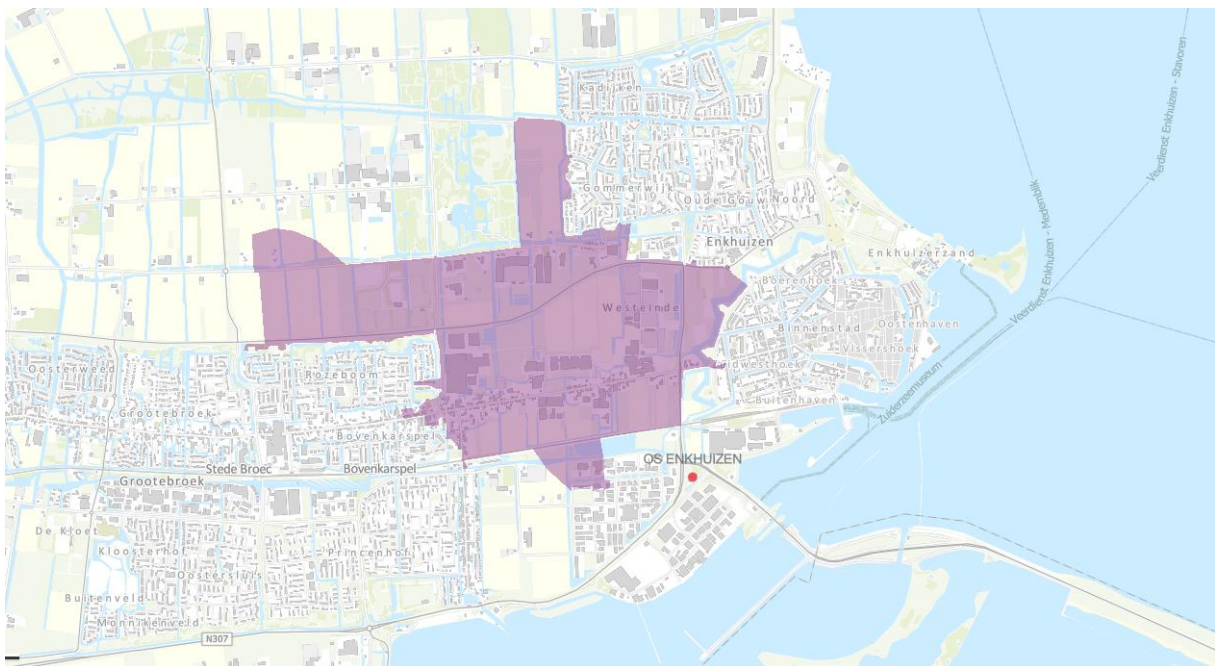 Kadijken
Veerdienst Enkhuizen - Stavoren
Gommerwijk
Oude Gouw
Noord
Enkhuizen
Enkhuizerzand
Veerdienst Enkhuizen - Medemblik
Boerenhoek
Westeinde
Binnenstad
Oostenhaven
Vissershoek
Oosterweed
Rozeboom
Zuiderzeemuseum
Buitenhaven
Grootebroek
Bovenkarspel
OS ENKHUIZEN
Stede Broec
Bovenkarspel
Grootebroek
De Kloet
Kloosterhof
Princenhof
Oostersluis
Buitenveld
Monnikenveld
N307